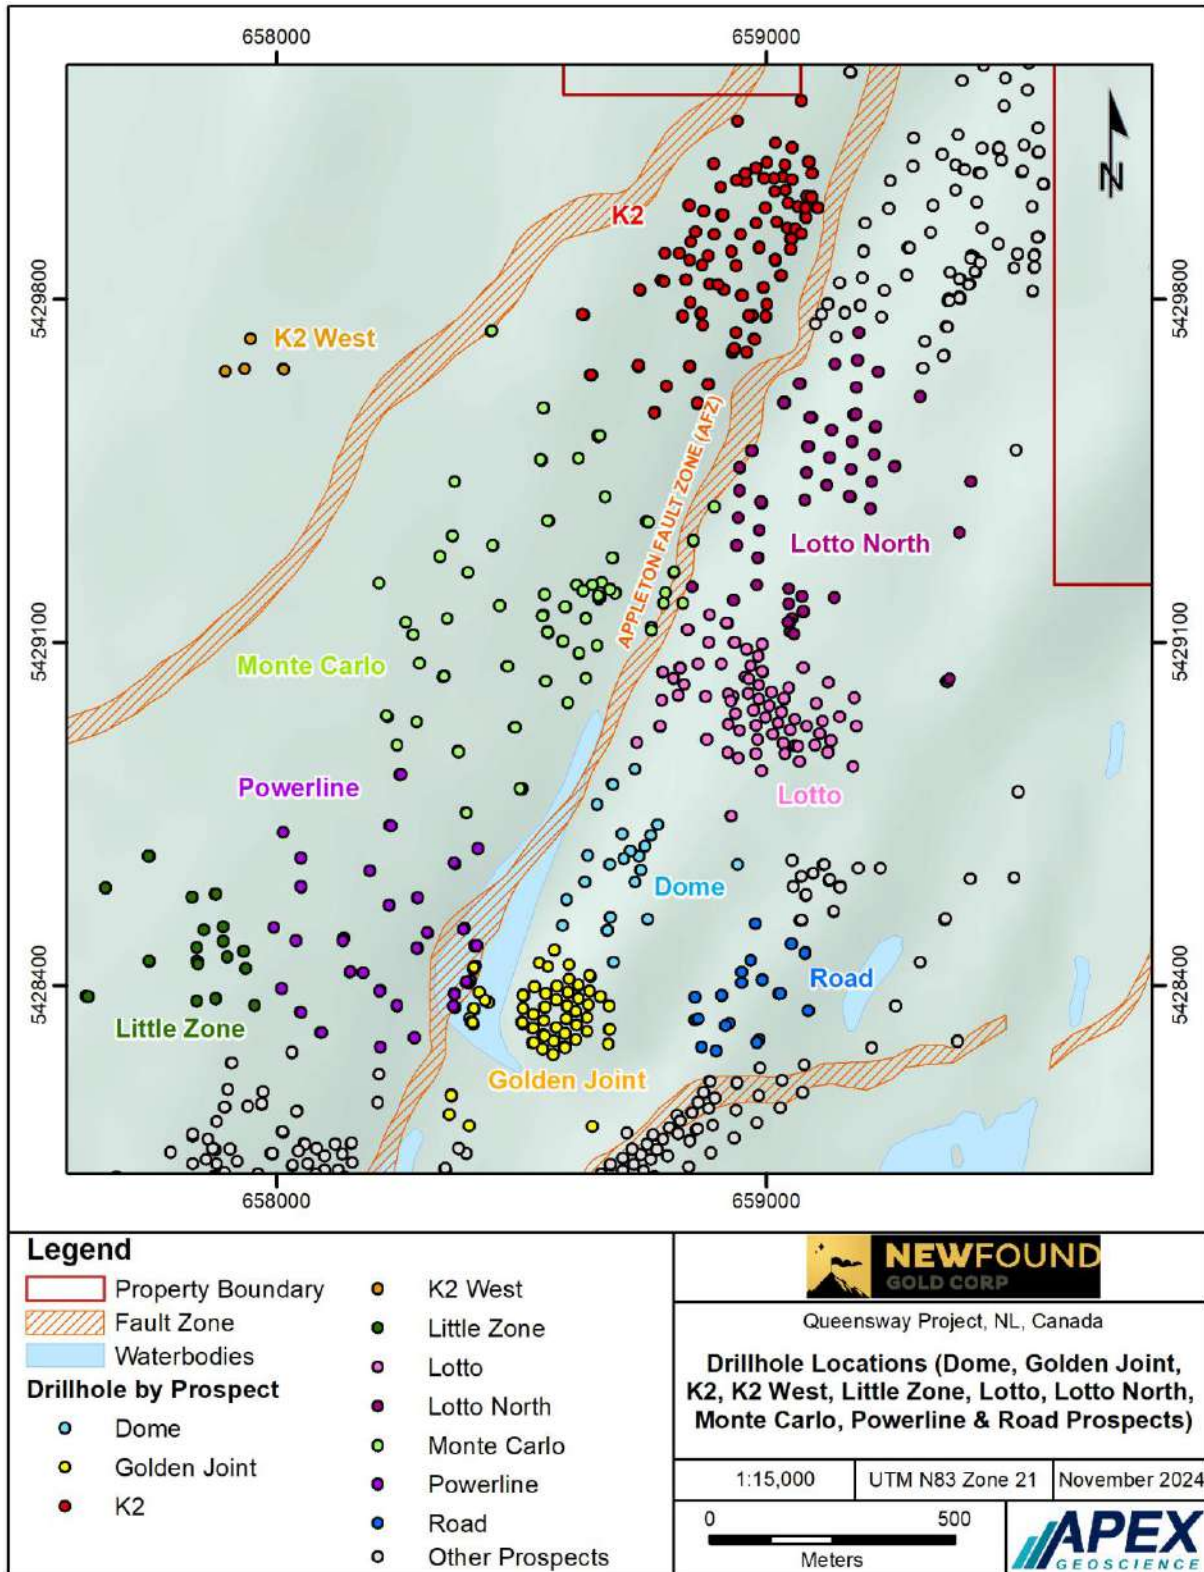 658000
659000
N
K2
5429800
5429800
K2 West
APPLETON FAULT ZONE (AFZ)
Lotto North
5429100
5429100
Monte Carlo
Powerline
Lotto
Dome
5428400
5428400
Road
Little Zone
Golden Joint
658000
659000
Legend
Property Boundary
Fault Zone
Waterbodies
Drillhole by Prospect
Dome
Golden Joint
K2
K2 West
Little Zone
Lotto
Lotto North
Monte Carlo
Powerline
Road
Other Prospects
NEWFOUND
GOLD CORP
Queensway Project, NL, Canada
Drillhole Locations (Dome, Golden Joint,
K2, K2 West, Little Zone, Lotto, Lotto North,
Monte Carlo, Powerline & Road Prospects)
1:15,000
UTM N83 Zone 21
November 2024
0
500
Meters
APEX
GEOSCIENCE